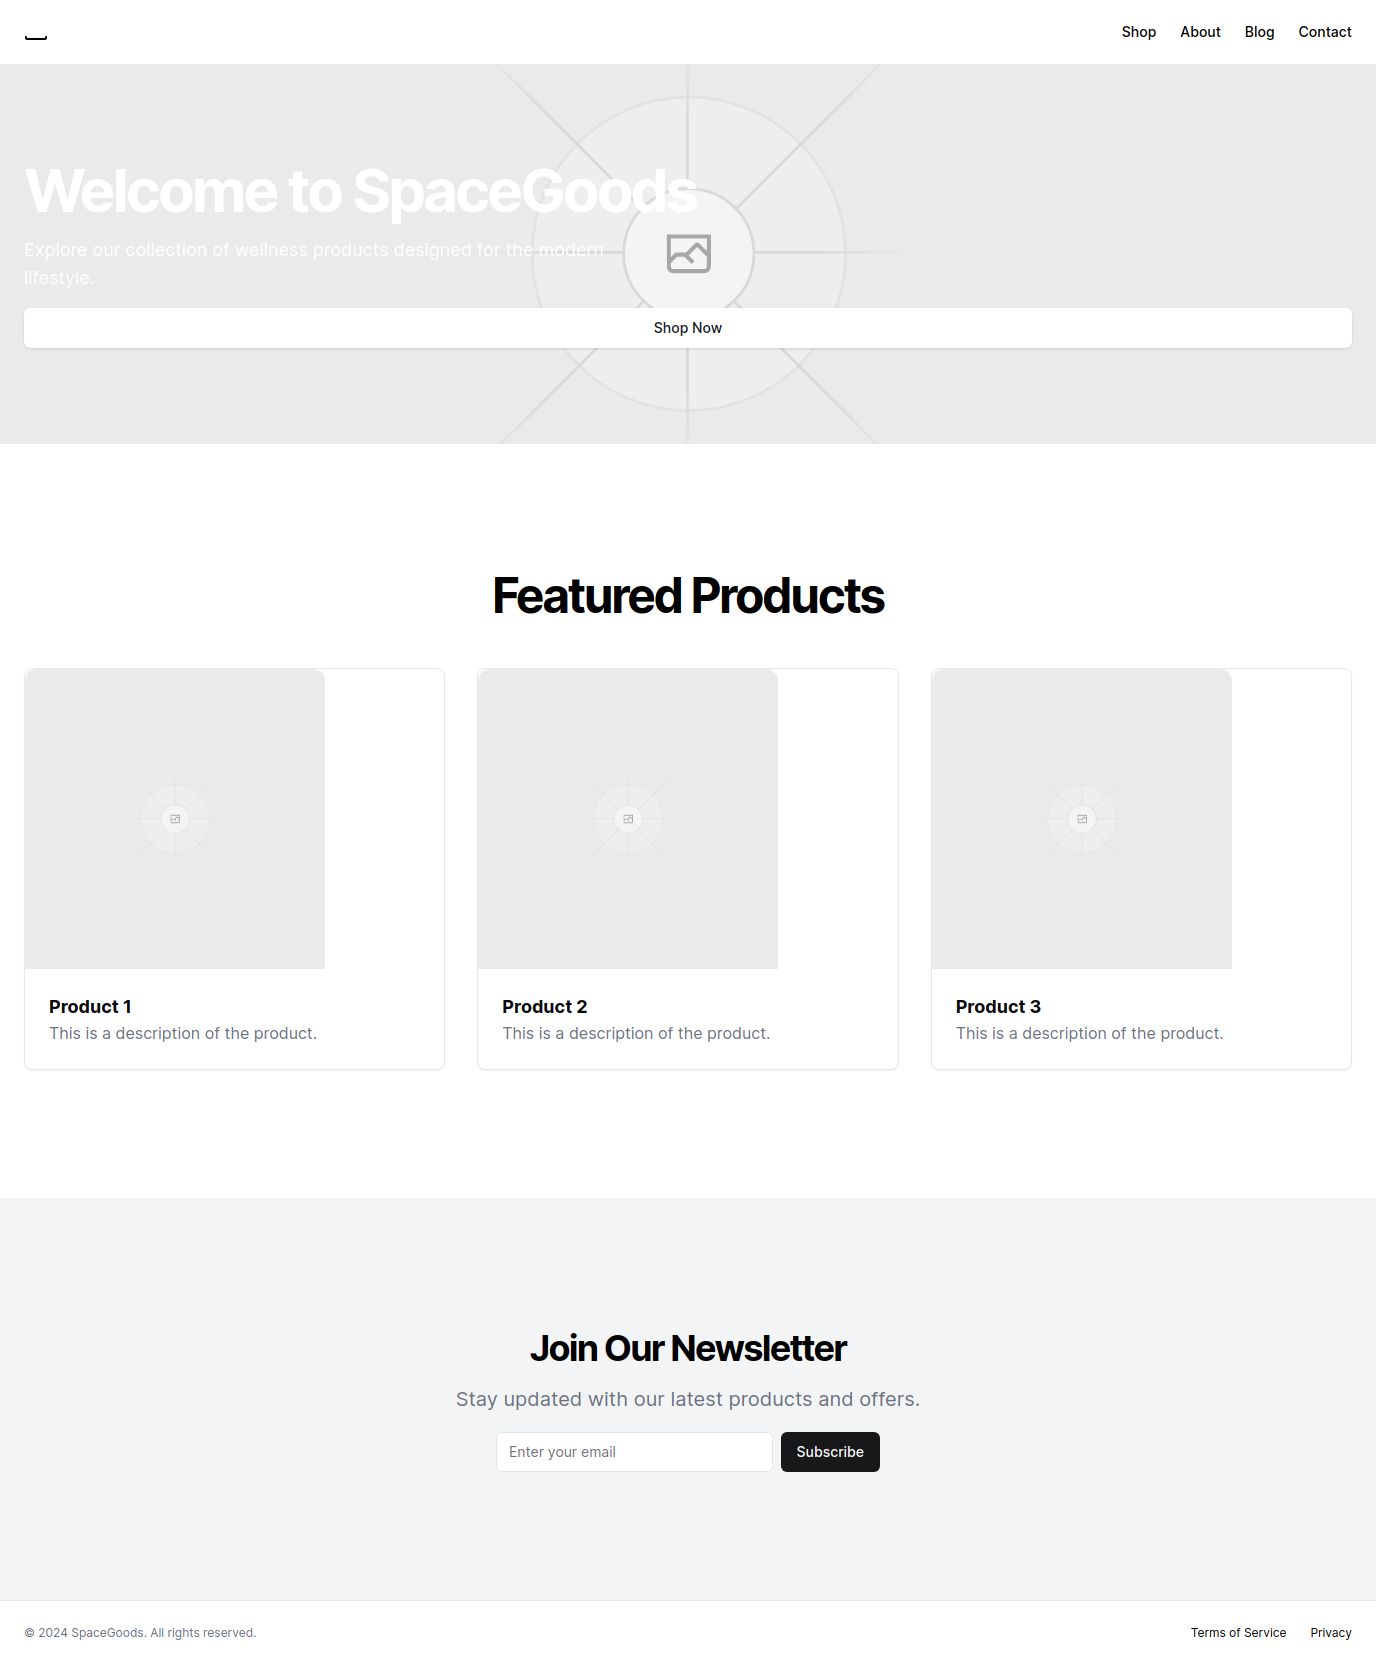 Shop About Blog Contact
Welcome to SpaceGoods
Explore our collection of wellness products designed for the modern
lifestyle.
Shop Now
Featured Products
Product 1
This is a description of the product.
Product 2
This is a description of the product.
Product 3
This is a description of the product.
Join Our Newsletter
Stay updated with our latest products and offers.
Enter your email
Subscribe
© 2024 SpaceGoods. All rights reserved.
Terms of Service Privacy